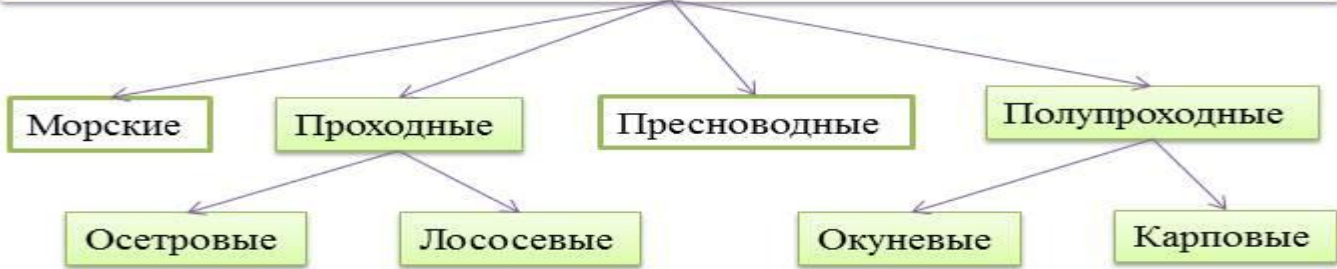 Морские
Проходные
Пресноводные
Полупроходные
Осетровые
Лососевые
Окуневые
Карповые